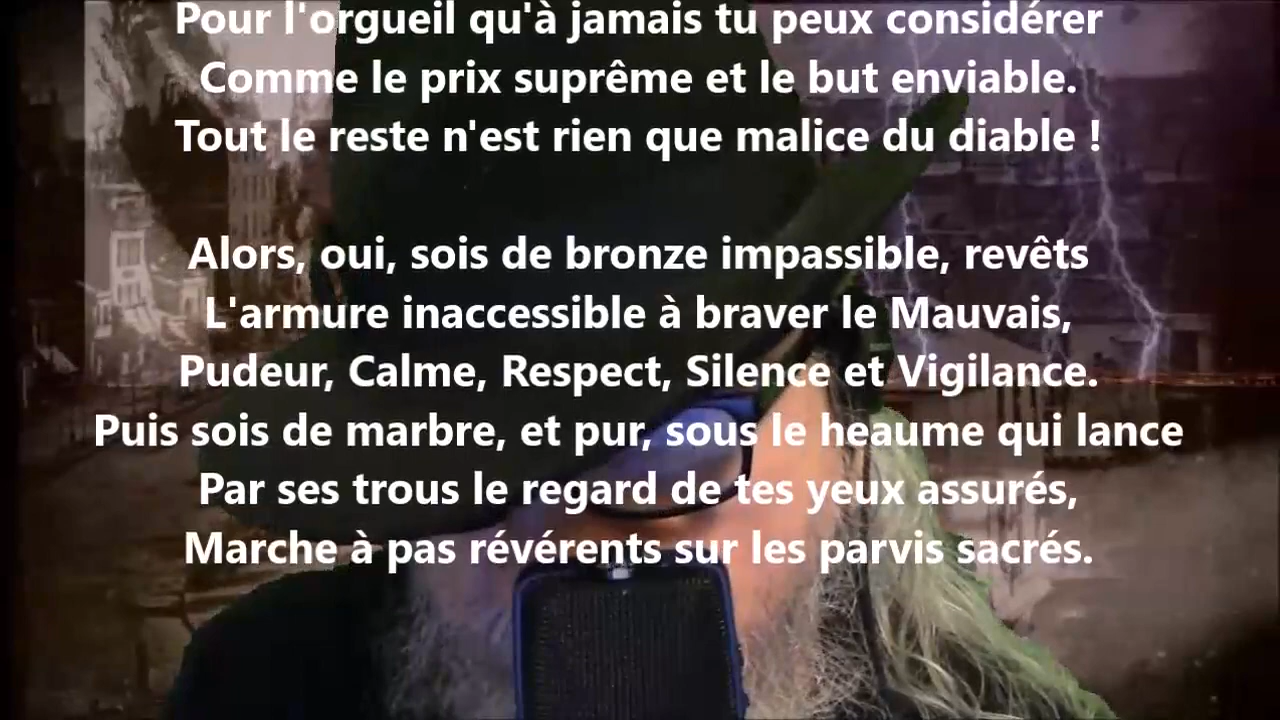 Pour l'orgueil qu'à jamais tu peux considérer
Comme le prix suprême et le but enviable.
Tout le reste n'est rien que malice du diable !
Alors, oui, sois de bronze impassible, revêts
L'armure inaccessible à braver le Mauvais,
Pudeur, Calme, Respect, Silence et Vigilance.
Puis sois de marbre, et pur, sous le heaume qui lance
Par ses trous le regard de tes yeux assurés,
Marche à pas révérents sur les parvis sacrés.